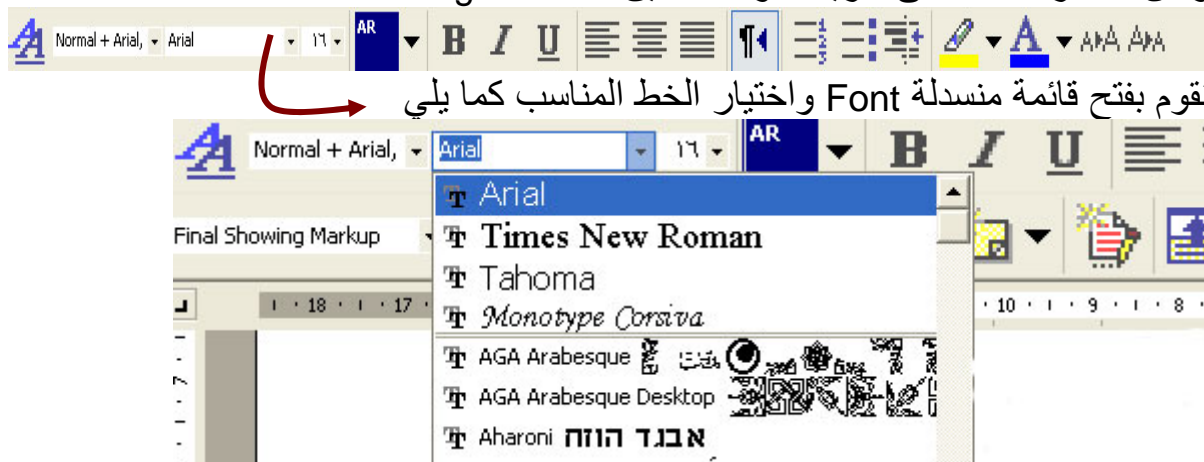 Normal + Arial, Arial ١٦ AR B I U A
نقوم بفتح قائمة منسدلة Font واختيار الخط المناسب كما يلي
Normal + Arial, Arial ١٦ AR B I U
Arial
Final Showing Markup
Times New Roman
Tahoma
18 17 10 9 8
Monotype Corsiva
AGA Arabesque
AGA Arabesque Desktop
Aharoni אבגד הוזח